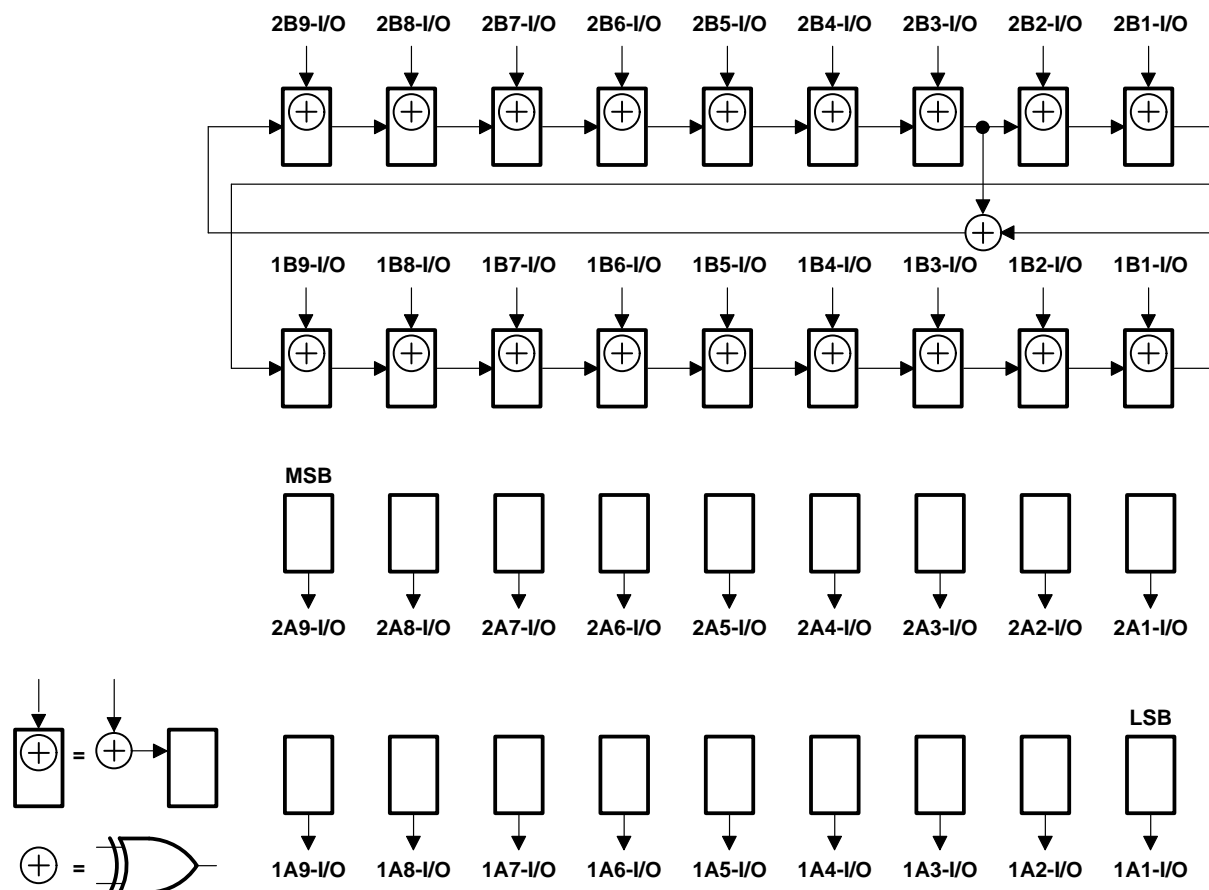 2B9-I/O 2B8-I/O 2B7-I/O 2B6-I/O 2B5-I/O 2B4-I/O 2B3-I/O 2B2-I/O 2B1-I/O
1B9-I/O 1B8-I/O 1B7-I/O 1B6-I/O 1B5-I/O 1B4-I/O 1B3-I/O 1B2-I/O 1B1-I/O
MSB
2A9-I/O 2A8-I/O 2A7-I/O 2A6-I/O 2A5-I/O 2A4-I/O 2A3-I/O 2A2-I/O 2A1-I/O
LSB
=
=
1A9-I/O 1A8-I/O 1A7-I/O 1A6-I/O 1A5-I/O 1A4-I/O 1A3-I/O 1A2-I/O 1A1-I/O